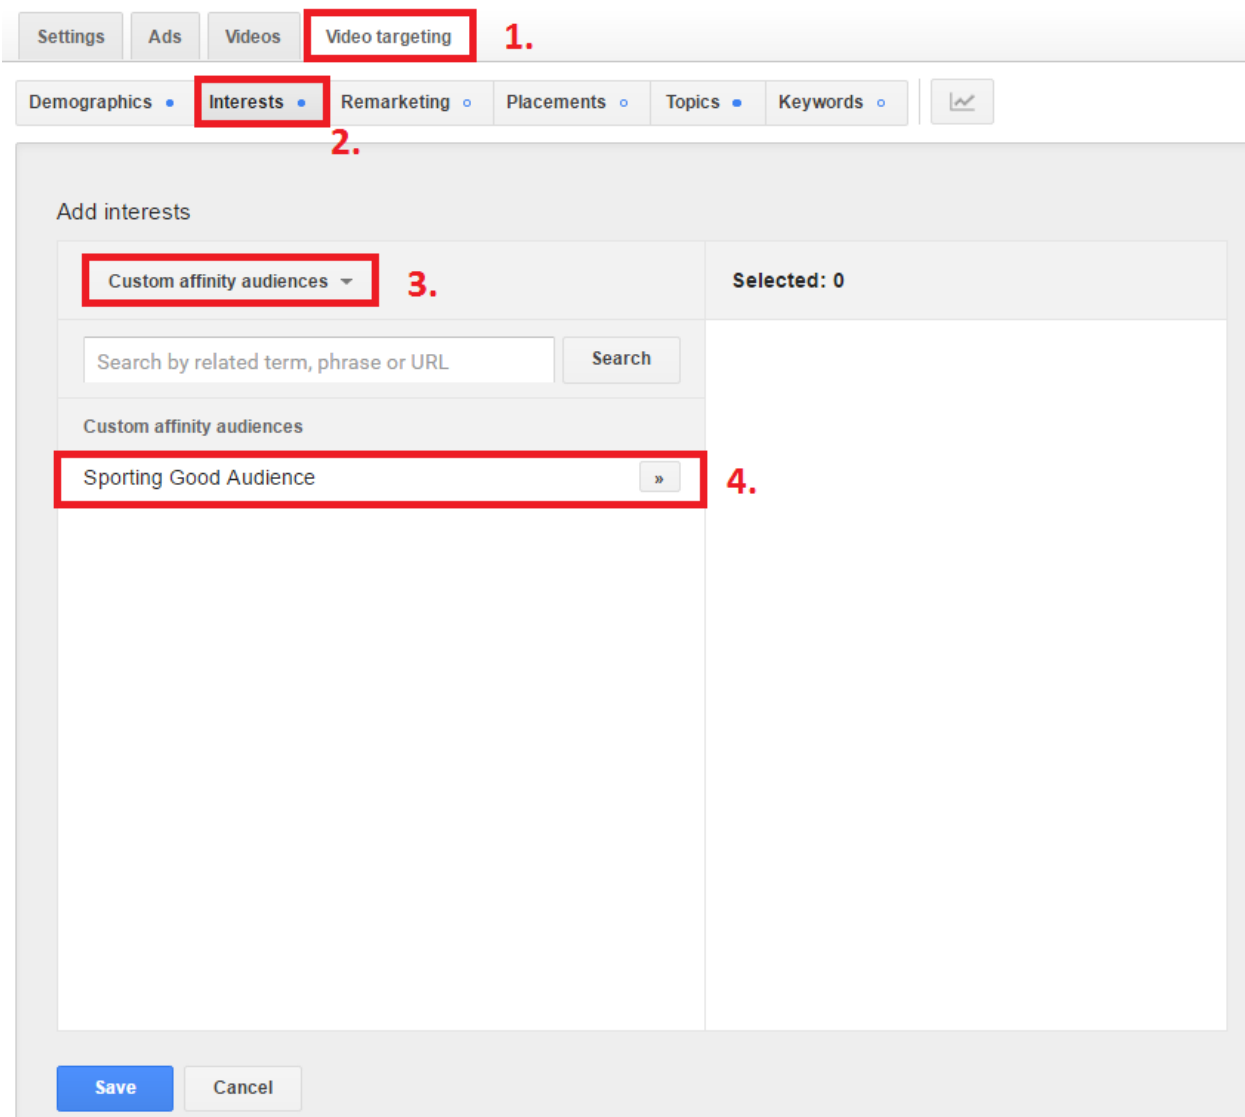 Settings Ads Videos Video targeting 1.
Demographics Interests Remarketing Placements Topics Keywords
2.
Add interests
Custom affinity audiences 3. Selected: 0
Search by related term, phrase or URL Search
Custom affinity audiences
Sporting Good Audience » 4.
Save Cancel